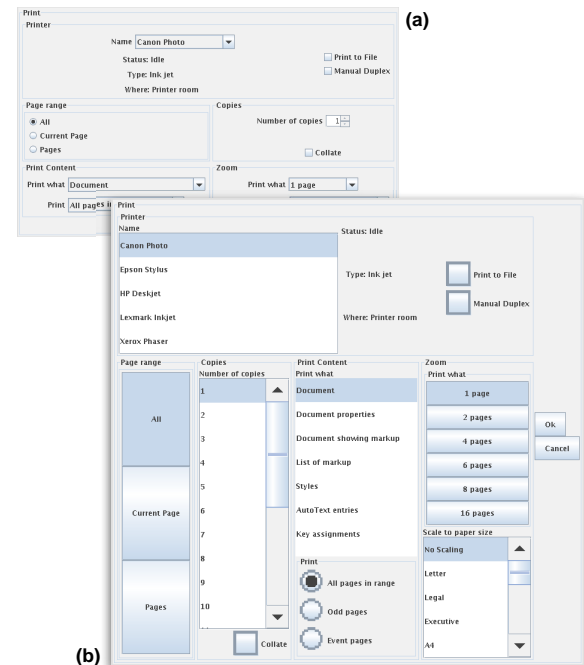 (a)
Print
Printer
Name Canon Photo
Status: Idle
Type: Ink jet
Where: Printer room
Print to File
Manual Duplex
Page range
All
Current Page
Pages
Copies
Number of copies 1
Collate
Print Content
Print what Document
Print All pages in
Zoom
Print what 1 page
(b)
Print
Printer
Name
Canon Photo
Epson Stylus
HP Deskjet
Lexmark Inkjet
Xerox Phaser
Status: Idle
Type: Ink jet
Where: Printer room
Print to File
Manual Duplex
Page range
All
Current Page
Pages
Copies
Number of copies
1
2
3
4
5
6
7
8
9
10
Collate
Print Content
Print what
Document
Document properties
Document showing markup
List of markup
Styles
AutoText entries
Key assignments
Print
All pages in range
Odd pages
Event pages
Zoom
Print what
1 page
2 pages
4 pages
6 pages
8 pages
16 pages
Scale to paper size
No Scaling
Letter
Legal
Executive
A4
Ok
Cancel